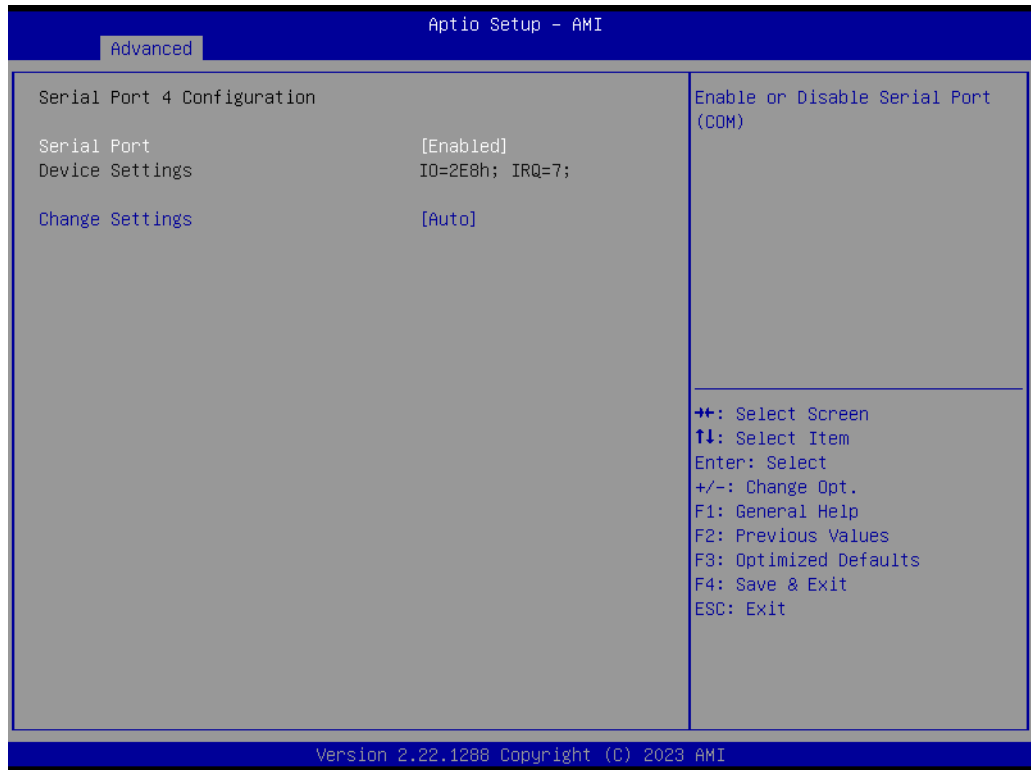 Aptio Setup – AMI
Advanced
Serial Port 4 Configuration
Serial Port [Enabled]
Device Settings IO=2E8h; IRQ=7;
Change Settings [Auto]
Enable or Disable Serial Port
(COM)
→←: Select Screen
↑↓: Select Item
Enter: Select
+/-: Change Opt.
F1: General Help
F2: Previous Values
F3: Optimized Defaults
F4: Save & Exit
ESC: Exit
Version 2.22.1288 Copyright (C) 2023 AMI